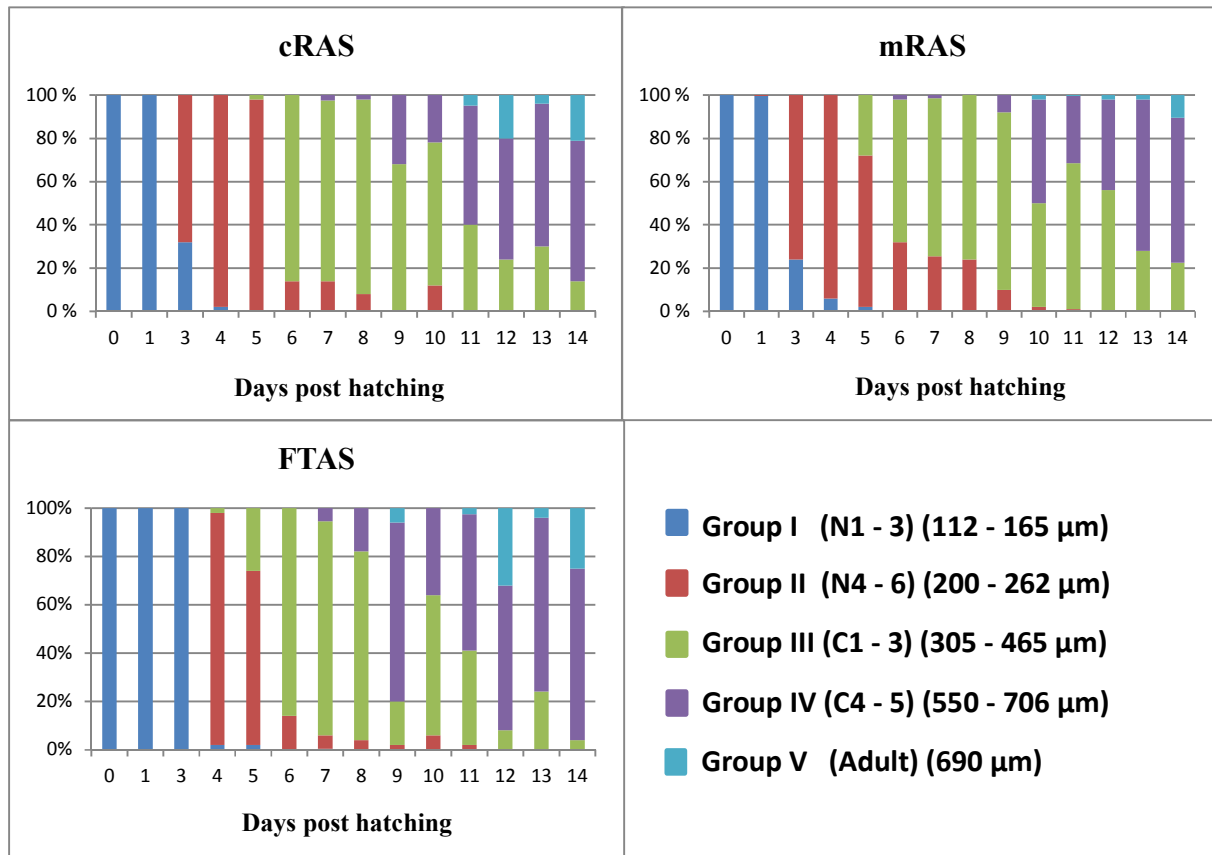 cRAS
100 %
80 %
60 %
40 %
20 %
0 %
0 1 3 4 5 6 7 8 9 10 11 12 13 14
Days post hatching
mRAS
100 %
80 %
60 %
40 %
20 %
0 %
0 1 3 4 5 6 7 8 9 10 11 12 13 14
Days post hatching
FTAS
100%
80%
60%
40%
20%
0%
0 1 3 4 5 6 7 8 9 10 11 12 13 14
Days post hatching
Group I (N1 - 3) (112 - 165 µm)
Group II (N4 - 6) (200 - 262 µm)
Group III (C1 - 3) (305 - 465 µm)
Group IV (C4 - 5) (550 - 706 µm)
Group V (Adult) (690 µm)